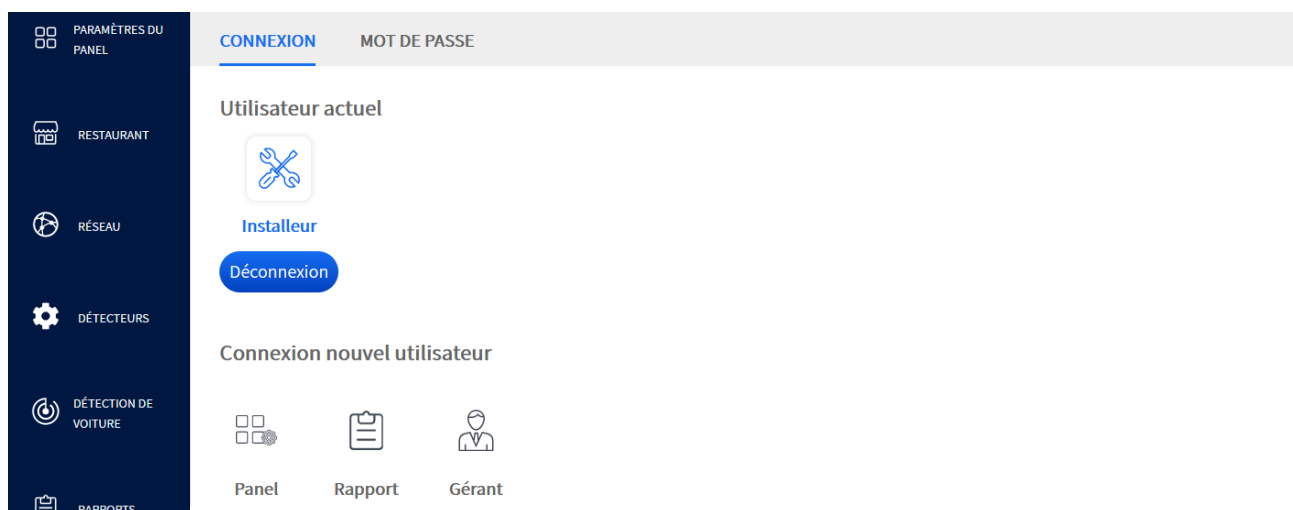 PARAMÈTRES DU
PANEL
RESTAURANT
RÉSEAU
DÉTECTEURS
DÉTECTION DE
VOITURE
RAPPORTS
CONNEXION MOT DE PASSE
Utilisateur actuel
Installeur
Déconnexion
Connexion nouvel utilisateur
Panel Rapport Gérant